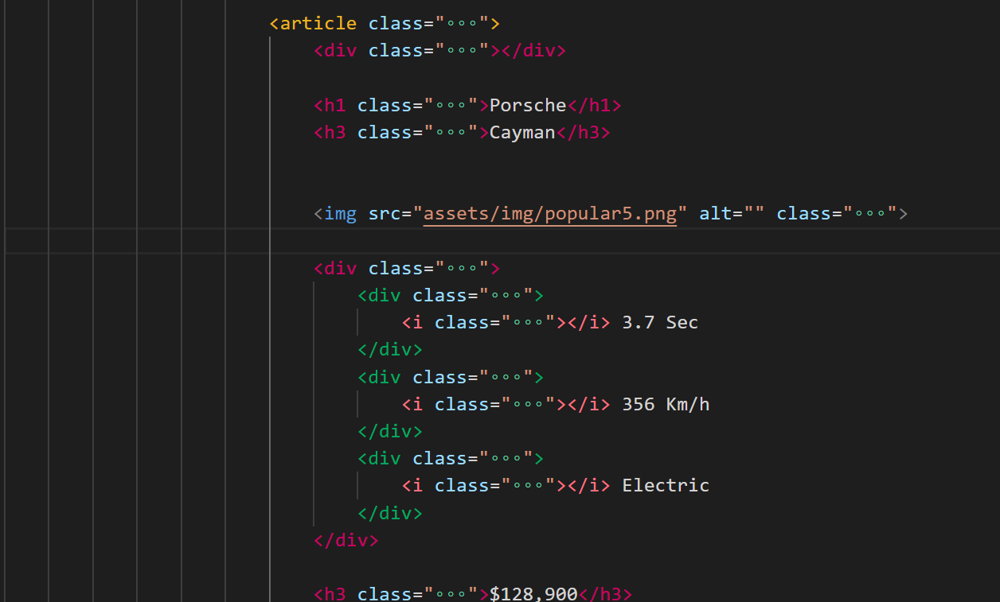 <article class="◦◦◦">
<div class="◦◦◦"></div>
<h1 class="◦◦◦">Porsche</h1>
<h3 class="◦◦◦">Cayman</h3>
<img src="assets/img/popular5.png" alt="" class="◦◦◦">
<div class="◦◦◦">
<div class="◦◦◦">
<i class="◦◦◦"></i> 3.7 Sec
</div>
<div class="◦◦◦">
<i class="◦◦◦"></i> 356 Km/h
</div>
<div class="◦◦◦">
<i class="◦◦◦"></i> Electric
</div>
</div>
<h3 class="◦◦◦">$128,900</h3>